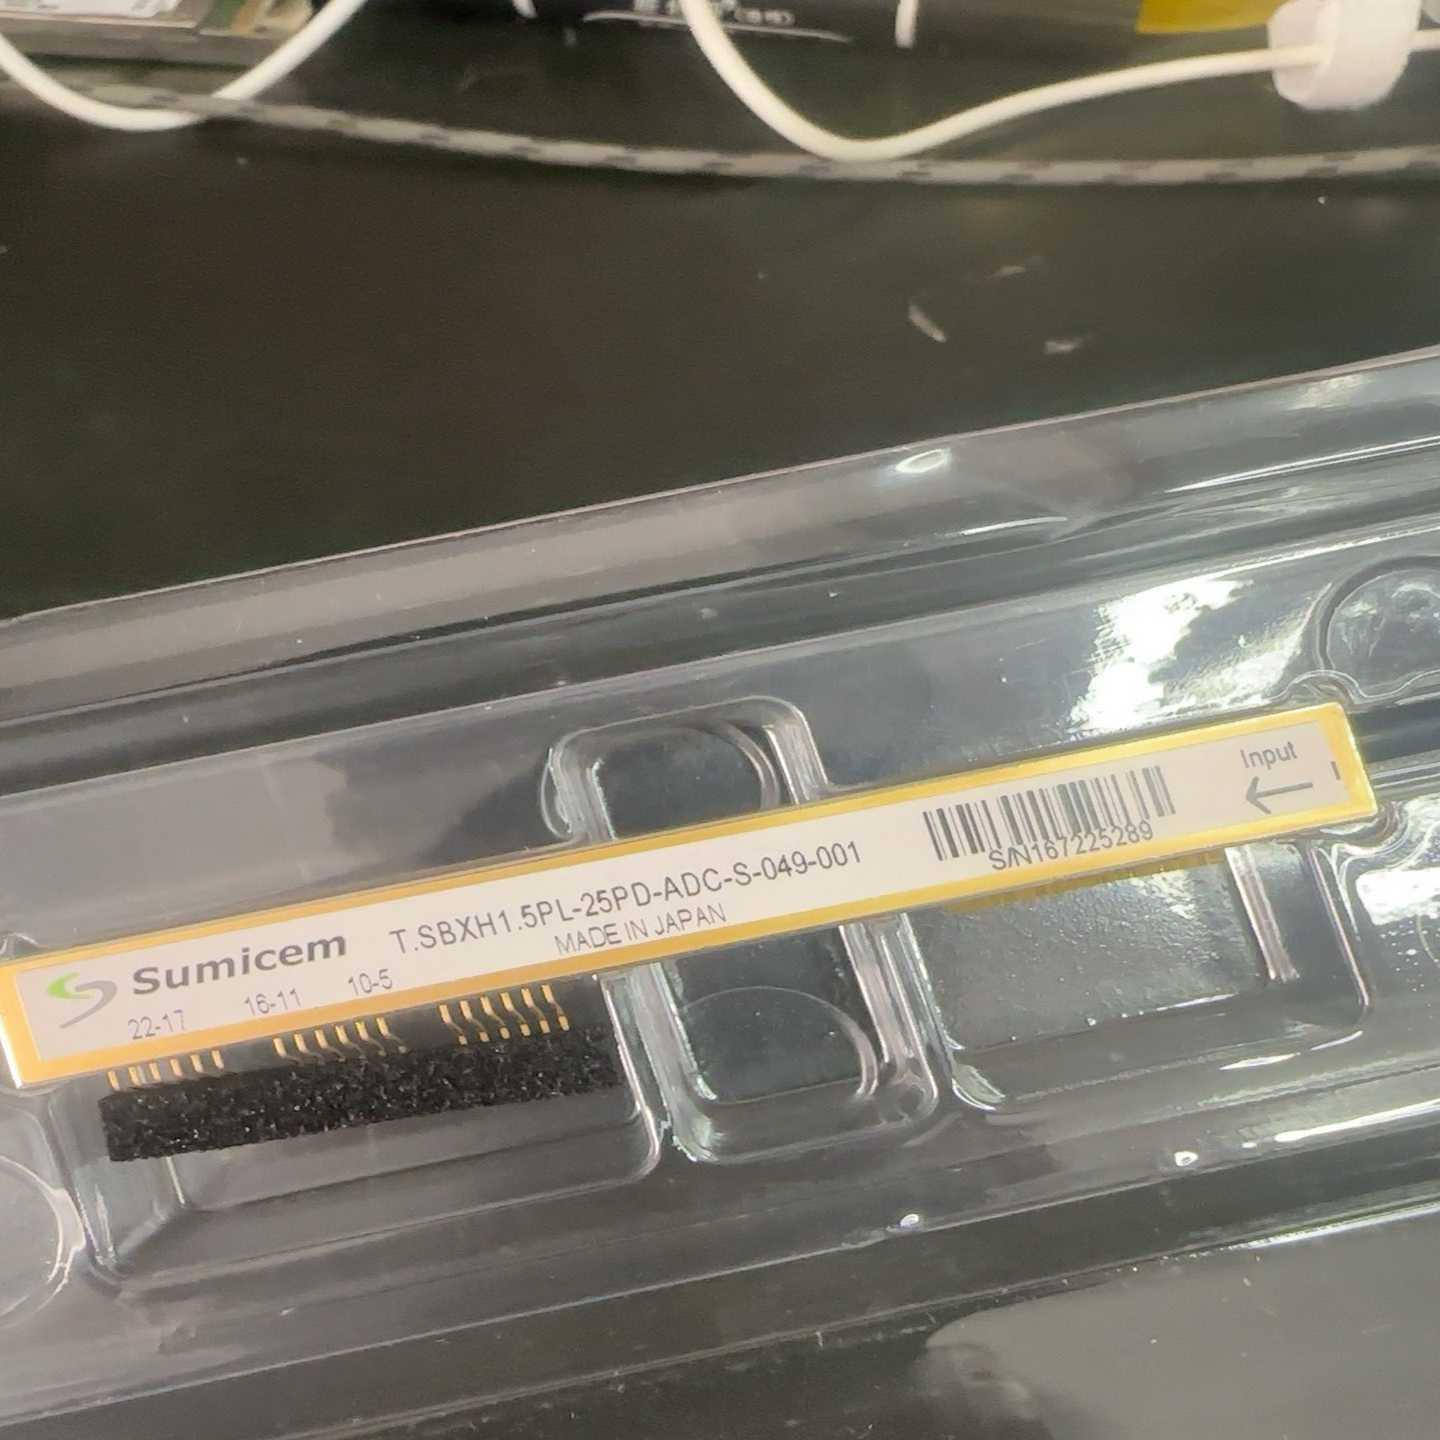 Sumicem
T.SBXH1.5PL-25PD-ADC-S-049-001
MADE IN JAPAN
22-17 16-11 10-5
S/N167225289
Input